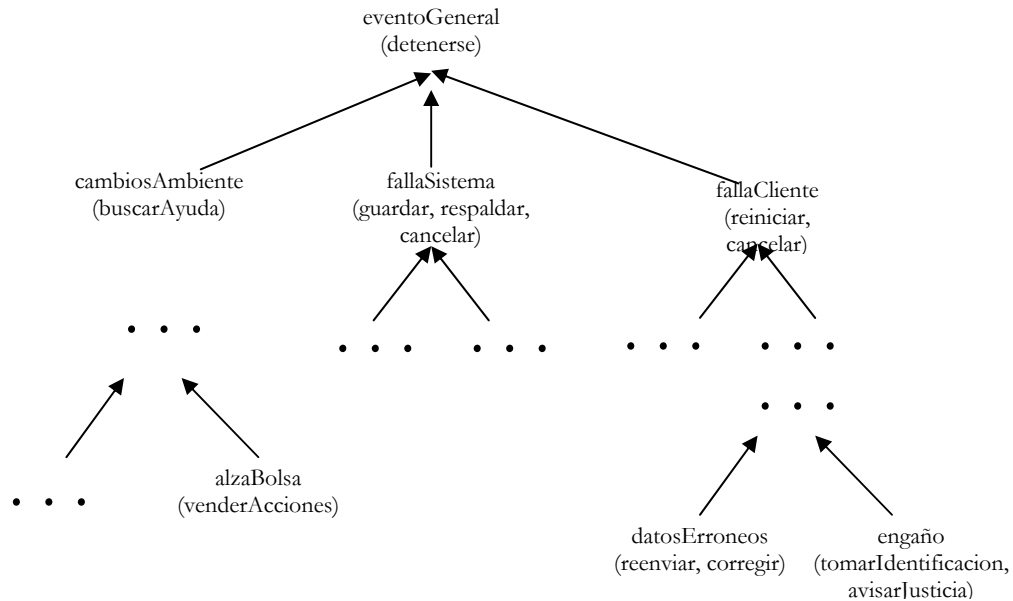 eventoGeneral
(detenerse)
cambiosAmbiente
(buscarAyuda)
fallaSistema
(guardar, respaldar,
cancelar)
fallaCliente
(reiniciar,
cancelar)
• • •
• • •
• • •
• • •
• • •
• • •
• • •
alzaBolsa
(venderAcciones)
datosErroneos
(reenviar, corregir)
engaño
(tomarIdentificacion,
avisarJusticia)